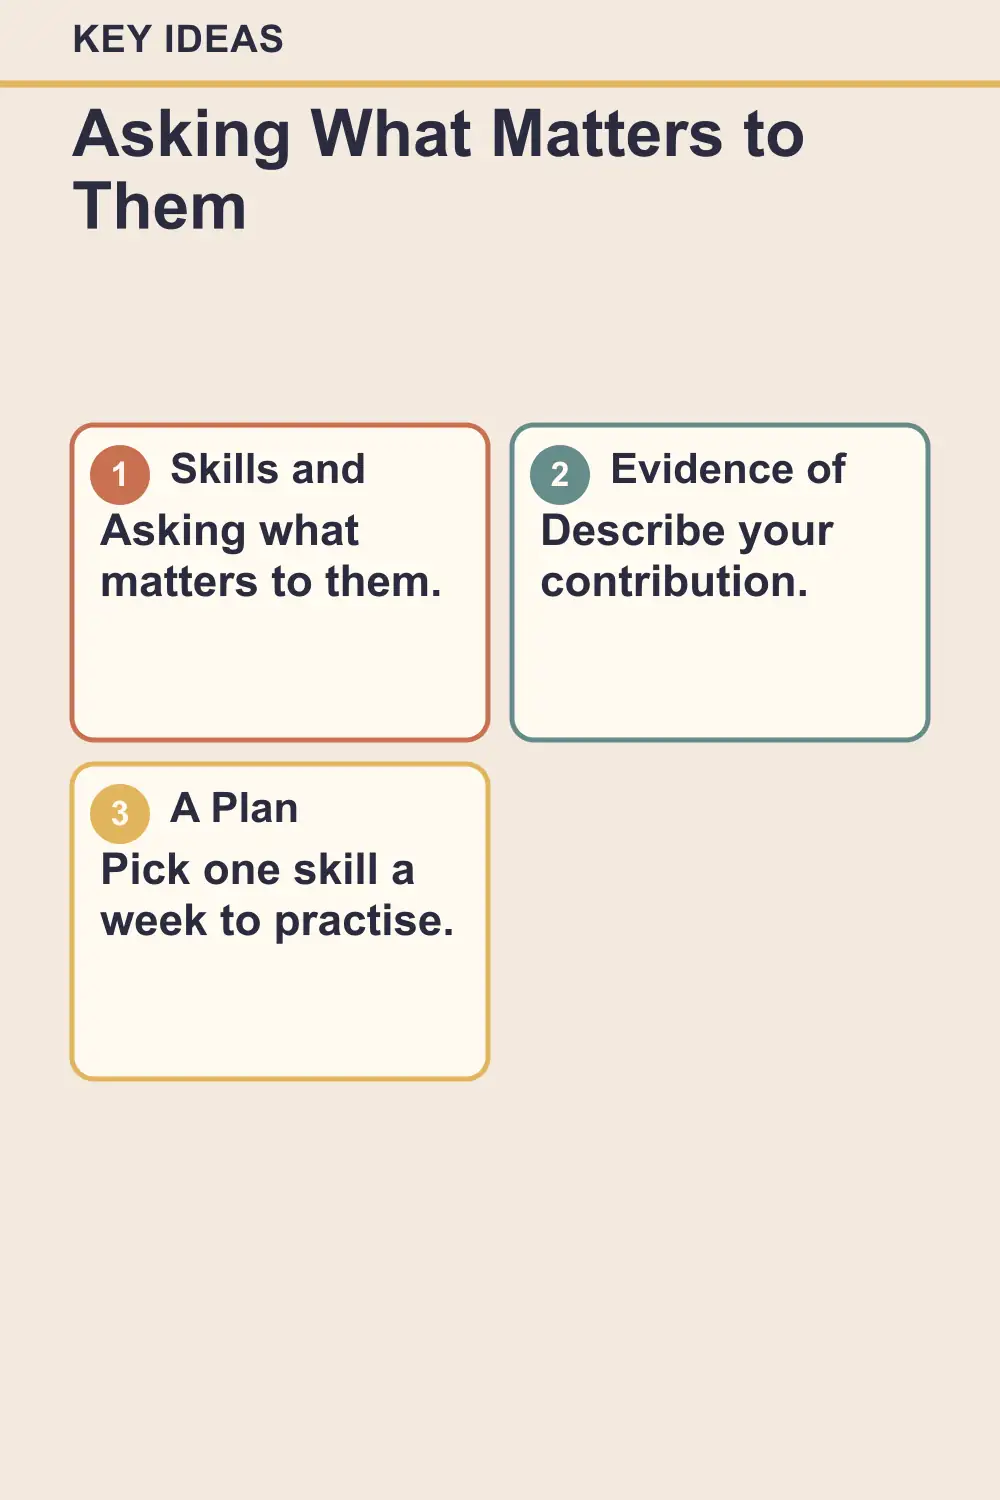 KEY IDEAS
Asking What Matters to
Them
1 Skills and
Asking what
matters to them.
2 Evidence of
Describe your
contribution.
3 A Plan
Pick one skill a
week to practise.